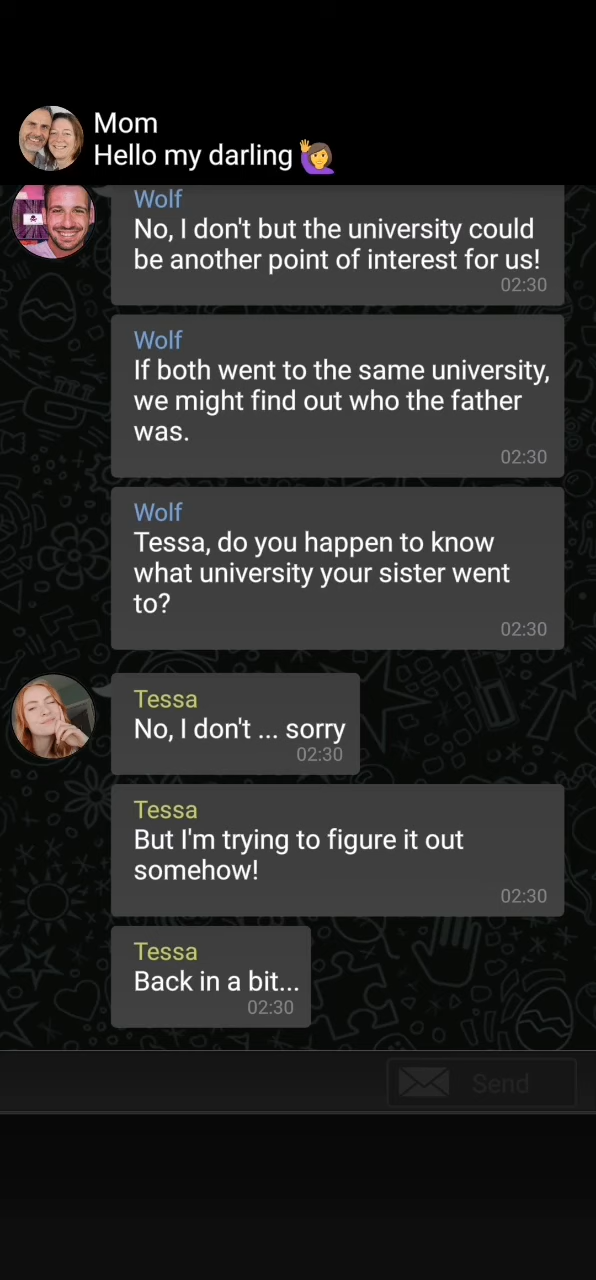 Mom
Hello my darling 🙋‍♀️
Wolf
No, I don't but the university could
be another point of interest for us!
02:30
Wolf
If both went to the same university,
we might find out who the father
was.
02:30
Wolf
Tessa, do you happen to know
what university your sister went
to?
02:30
Tessa
No, I don't ... sorry
02:30
Tessa
But I'm trying to figure it out
somehow!
02:30
Tessa
Back in a bit...
02:30
Send